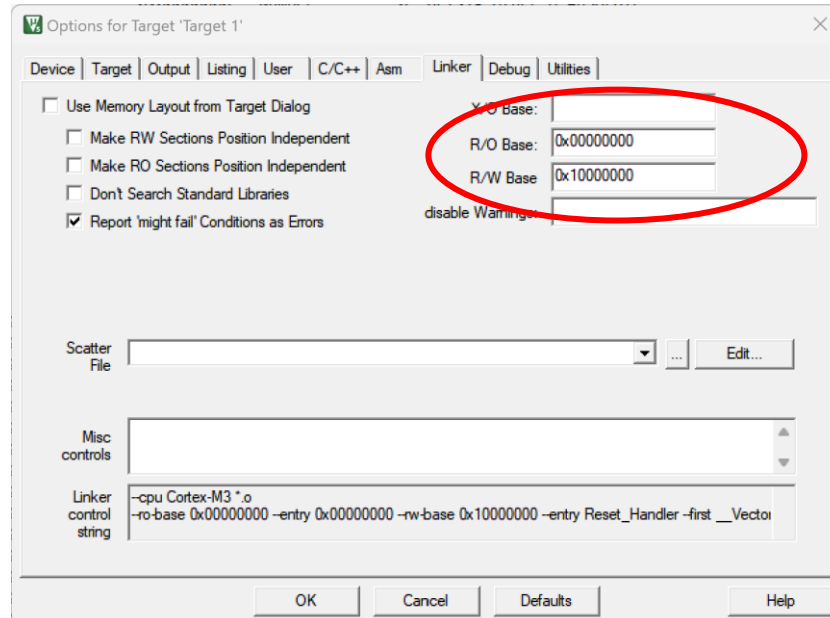 Options for Target 'Target 1'
Device Target Output Listing User C/C++ Asm Linker Debug Utilities
Use Memory Layout from Target Dialog
Make RW Sections Position Independent
Make RO Sections Position Independent
Don't Search Standard Libraries
Report 'might fail' Conditions as Errors
X/O Base:
R/O Base: 0x00000000
R/W Base 0x10000000
disable Warnings:
Scatter
File
... Edit...
Misc
controls
Linker
control
string
--cpu Cortex-M3 *.o
--ro-base 0x00000000 --entry 0x00000000 --rw-base 0x10000000 --entry Reset_Handler --first __Vector
OK Cancel Defaults Help